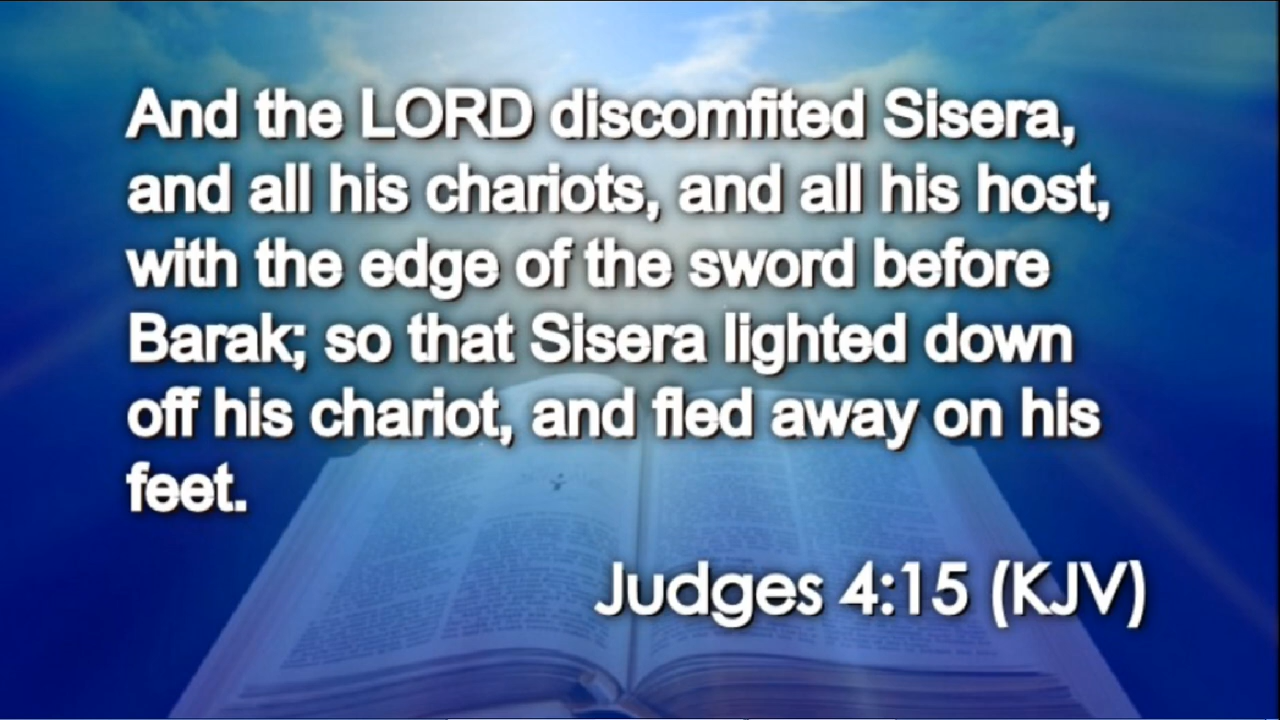 And the LORD discomfited Sisera,
and all his chariots, and all his host,
with the edge of the sword before
Barak; so that Sisera lighted down
off his chariot, and fled away on his
feet.
Judges 4:15 (KJV)